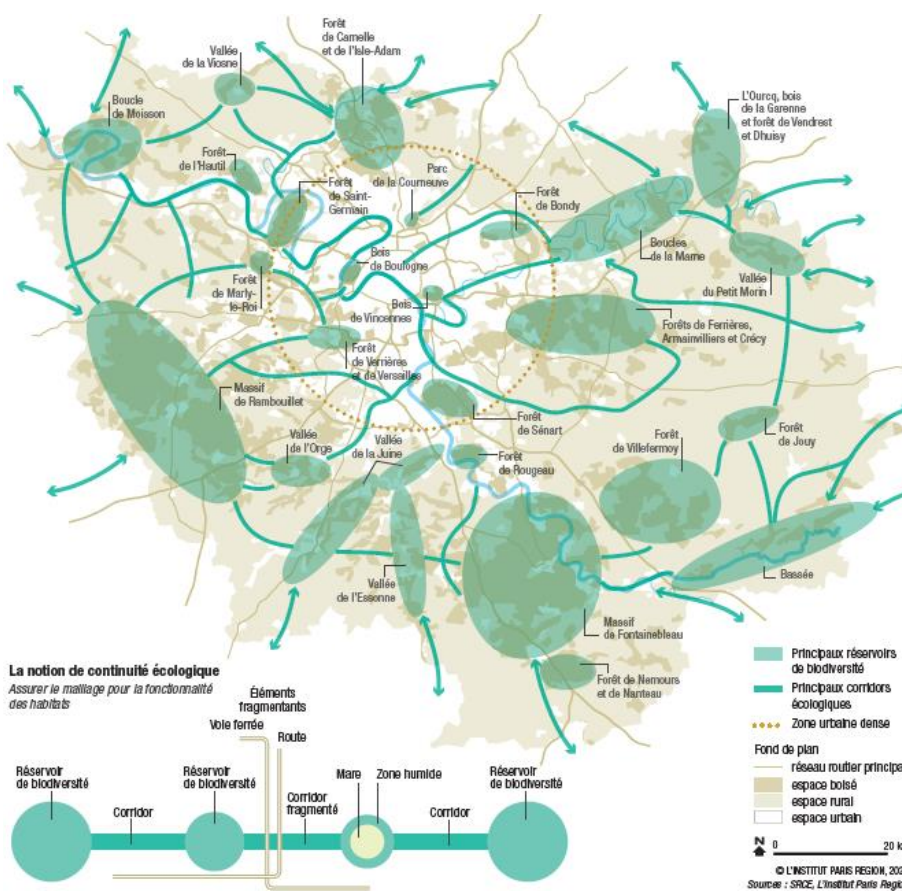 Forêt
de Carnelle
et de l'Isle-Adam
Vallée
de la Viosne
Boucle
de Moisson
L'Ourcq, bois
de la Garenne
et forêt de Vendrest
et Dhuisy
Forêt
de l'Hautil
Forêt
de Saint-
Germain
Parc
de la Courneuve
Forêt
de Bondy
Boucles
de la Marne
Bois
de Boulogne
Vallée
du Petit Morin
Forêt
de Marly-
le-Roi
Bois
de Vincennes
Forêts de Ferrières,
Armainvilliers et Crécy
Forêt
de Verrières
et de Versailles
Massif
de Rambouillet
Forêt
de Sénart
Forêt
de Jouy
Vallée
de l'Orge
Vallée
de la Juine
Forêt
de Rougeau
Forêt
de Villefermoy
Vallée
de l'Essonne
Bassée
Massif
de Fontainebleau
Forêt de Nemours
et de Nanteau
La notion de continuité écologique
Assurer le maillage pour la fonctionnalité
des habitats
Éléments
fragmentants
Voie ferrée
Route
Réservoir
de biodiversité
Corridor
Réservoir
de biodiversité
Corridor
fragmenté
Mare
Zone humide
Corridor
Réservoir
de biodiversité
Principaux réservoirs
de biodiversité
Principaux corridors
écologiques
Zone urbaine dense
Fond de plan
réseau routier principa
espace boisé
espace rural
espace urbain
N 0 20 k
© L'INSTITUT PARIS REGION, 202
Sources : SRCE, L'Institut Paris Regio